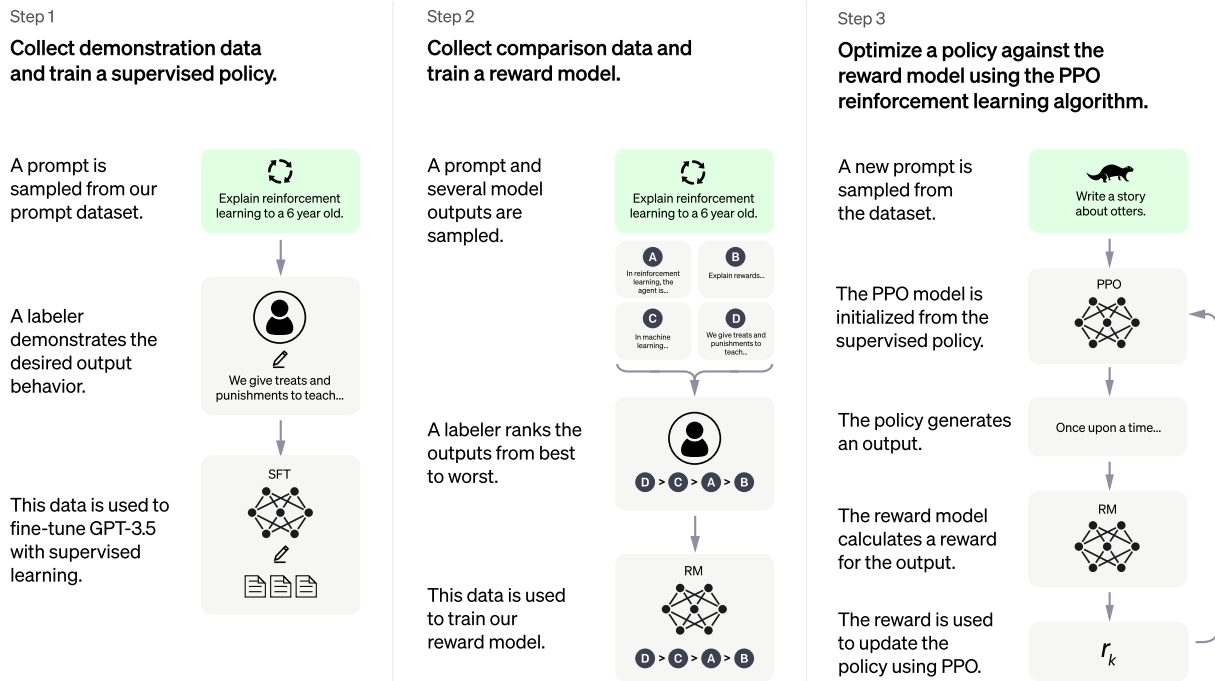 Step 1
Collect demonstration data
and train a supervised policy.
A prompt is
sampled from our
prompt dataset.
Explain reinforcement
learning to a 6 year old.
A labeler
demonstrates the
desired output
behavior.
We give treats and
punishments to teach...
This data is used to
fine-tune GPT-3.5
with supervised
learning.
SFT
Step 2
Collect comparison data and
train a reward model.
A prompt and
several model
outputs are
sampled.
Explain reinforcement
learning to a 6 year old.
A
In reinforcement
learning, the
agent is...
B
Explain rewards...
C
In machine
learning...
D
We give treats and
punishments to
teach...
A labeler ranks the
outputs from best
to worst.
D > C > A > B
This data is used
to train our
reward model.
RM
D > C > A > B
Step 3
Optimize a policy against the
reward model using the PPO
reinforcement learning algorithm.
A new prompt is
sampled from
the dataset.
Write a story
about otters.
The PPO model is
initialized from the
supervised policy.
PPO
The policy generates
an output.
Once upon a time...
The reward model
calculates a reward
for the output.
RM
The reward is used
to update the
policy using PPO.
rk